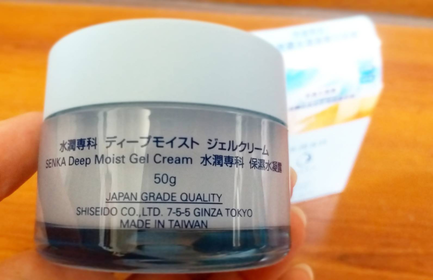 水潤専科 ディープモイスト ジェルクリーム
SENKA Deep Moist Gel Cream 水潤専科 保濕水凝霜
50g
JAPAN GRADE QUALITY
SHISEIDO CO.,LTD. 7-5-5 GINZA TOKYO
MADE IN TAIWAN